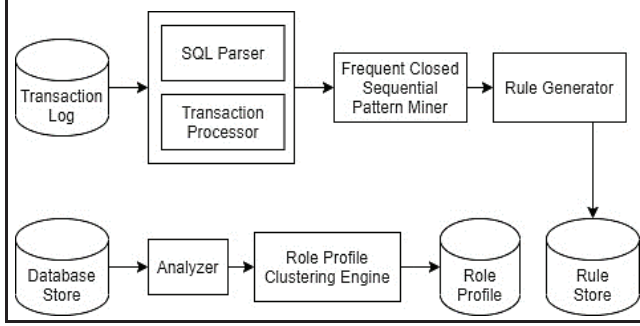 Transaction
Log
SQL Parser
Transaction
Processor
Frequent Closed
Sequential
Pattern Miner
Rule Generator
Database
Store
Analyzer
Role Profile
Clustering Engine
Role
Profile
Rule
Store